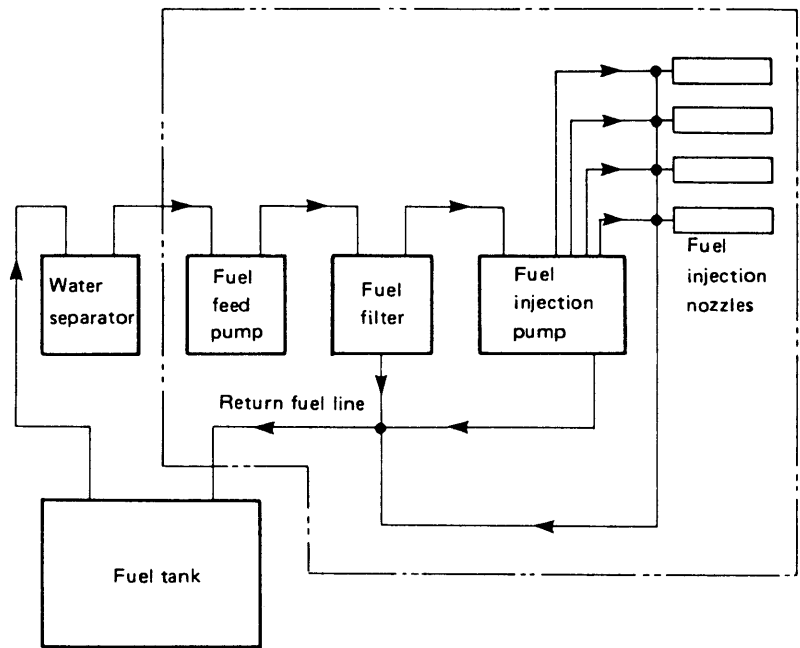 Water
separator
Fuel
feed
pump
Fuel
filter
Fuel
injection
pump
Fuel
injection
nozzles
Return fuel line
Fuel tank